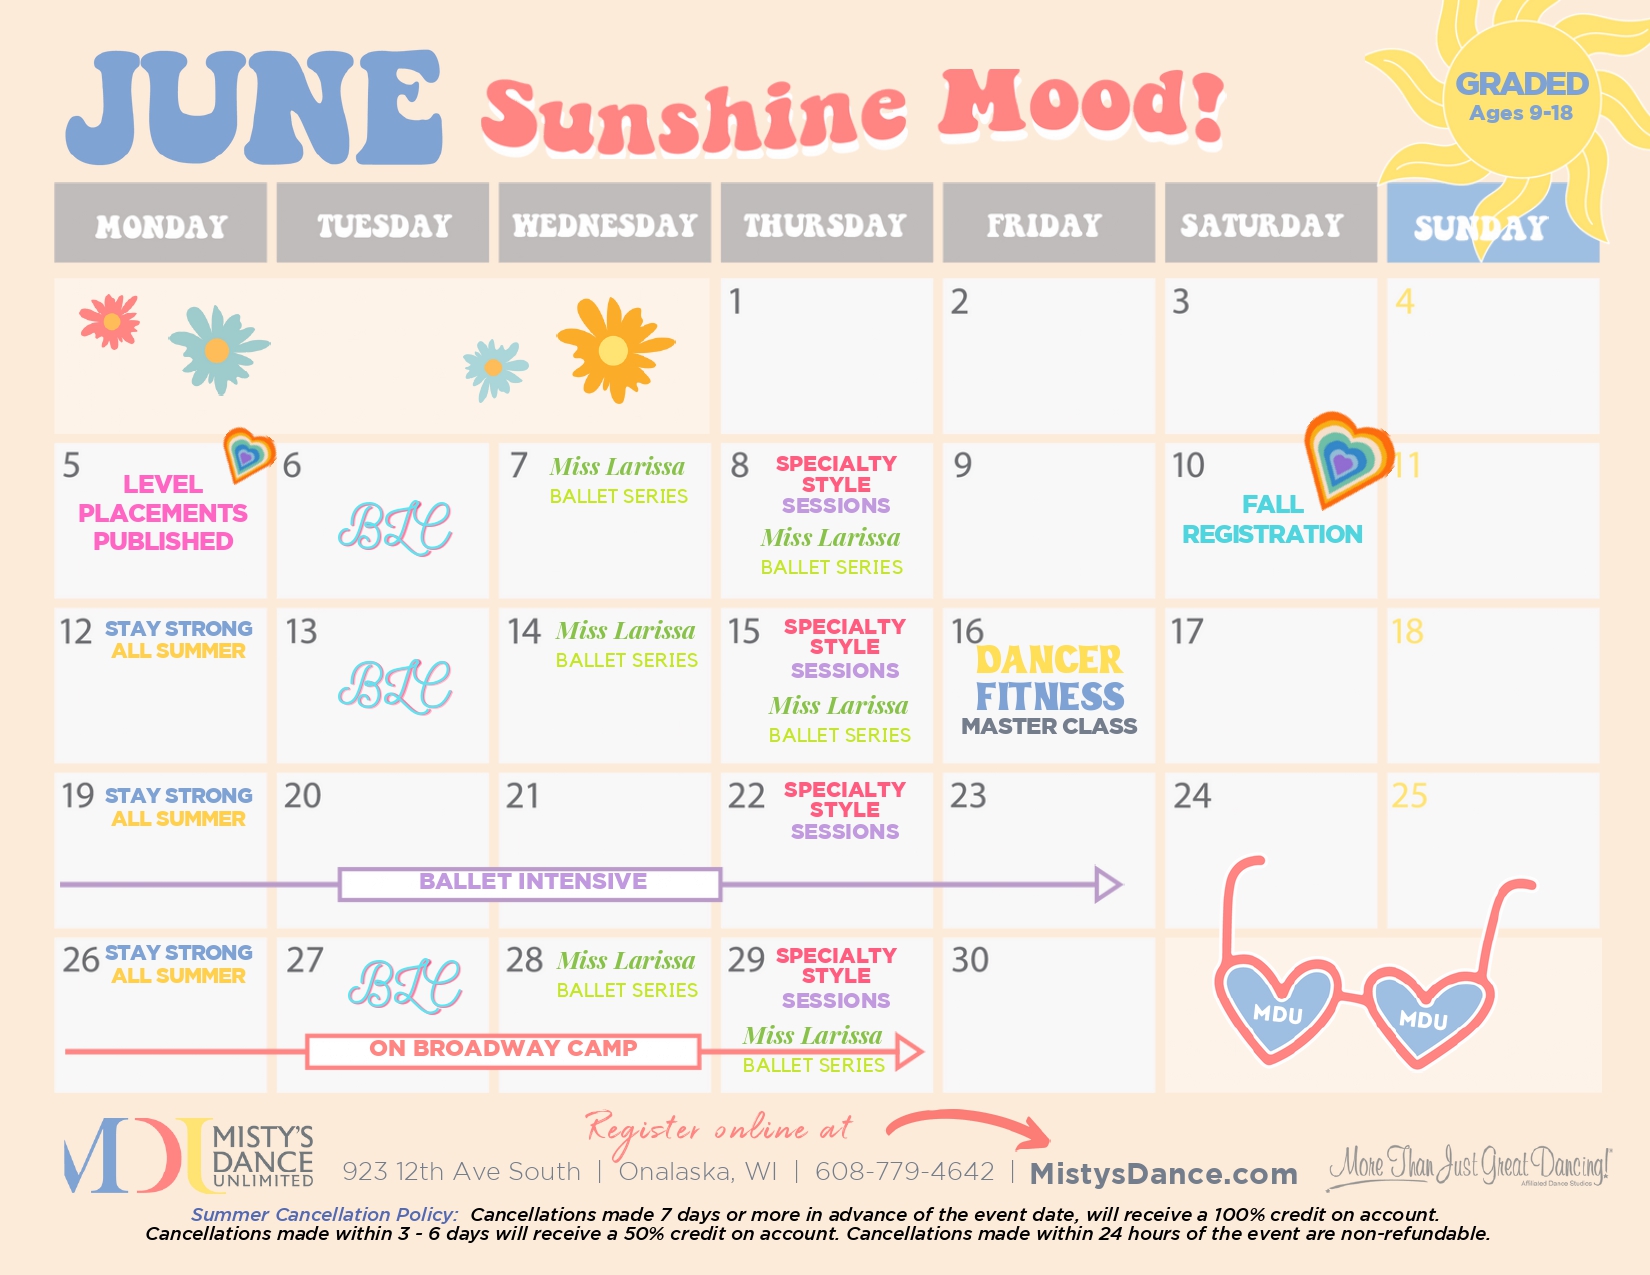 JUNE Sunshine Mood!
GRADED
Ages 9-18
MONDAY TUESDAY WEDNESDAY THURSDAY FRIDAY SATURDAY SUNDAY
1 2 3 4
5 LEVEL
PLACEMENTS
PUBLISHED
6 BLC
7 Miss Larissa
BALLET SERIES
8 SPECIALTY
STYLE
SESSIONS
Miss Larissa
BALLET SERIES
9
10 FALL
REGISTRATION
11
12 STAY STRONG
ALL SUMMER
13 BLC
14 Miss Larissa
BALLET SERIES
15 SPECIALTY
STYLE
SESSIONS
Miss Larissa
BALLET SERIES
16 DANCER
FITNESS
MASTER CLASS
17
18
19 STAY STRONG
ALL SUMMER
20
21
22 SPECIALTY
STYLE
SESSIONS
23
24
25
BALLET INTENSIVE
26 STAY STRONG
ALL SUMMER
27 BLC
28 Miss Larissa
BALLET SERIES
29 SPECIALTY
STYLE
SESSIONS
Miss Larissa
BALLET SERIES
30
ON BROADWAY CAMP
MDU MDU
MDU MISTY'S
DANCE
UNLIMITED
Register online at
923 12th Ave South | Onalaska, WI | 608-779-4642 | MistysDance.com
More Than Just Great Dancing!®
Affiliated Dance Studios
Summer Cancellation Policy: Cancellations made 7 days or more in advance of the event date, will receive a 100% credit on account.
Cancellations made within 3 - 6 days will receive a 50% credit on account. Cancellations made within 24 hours of the event are non-refundable.